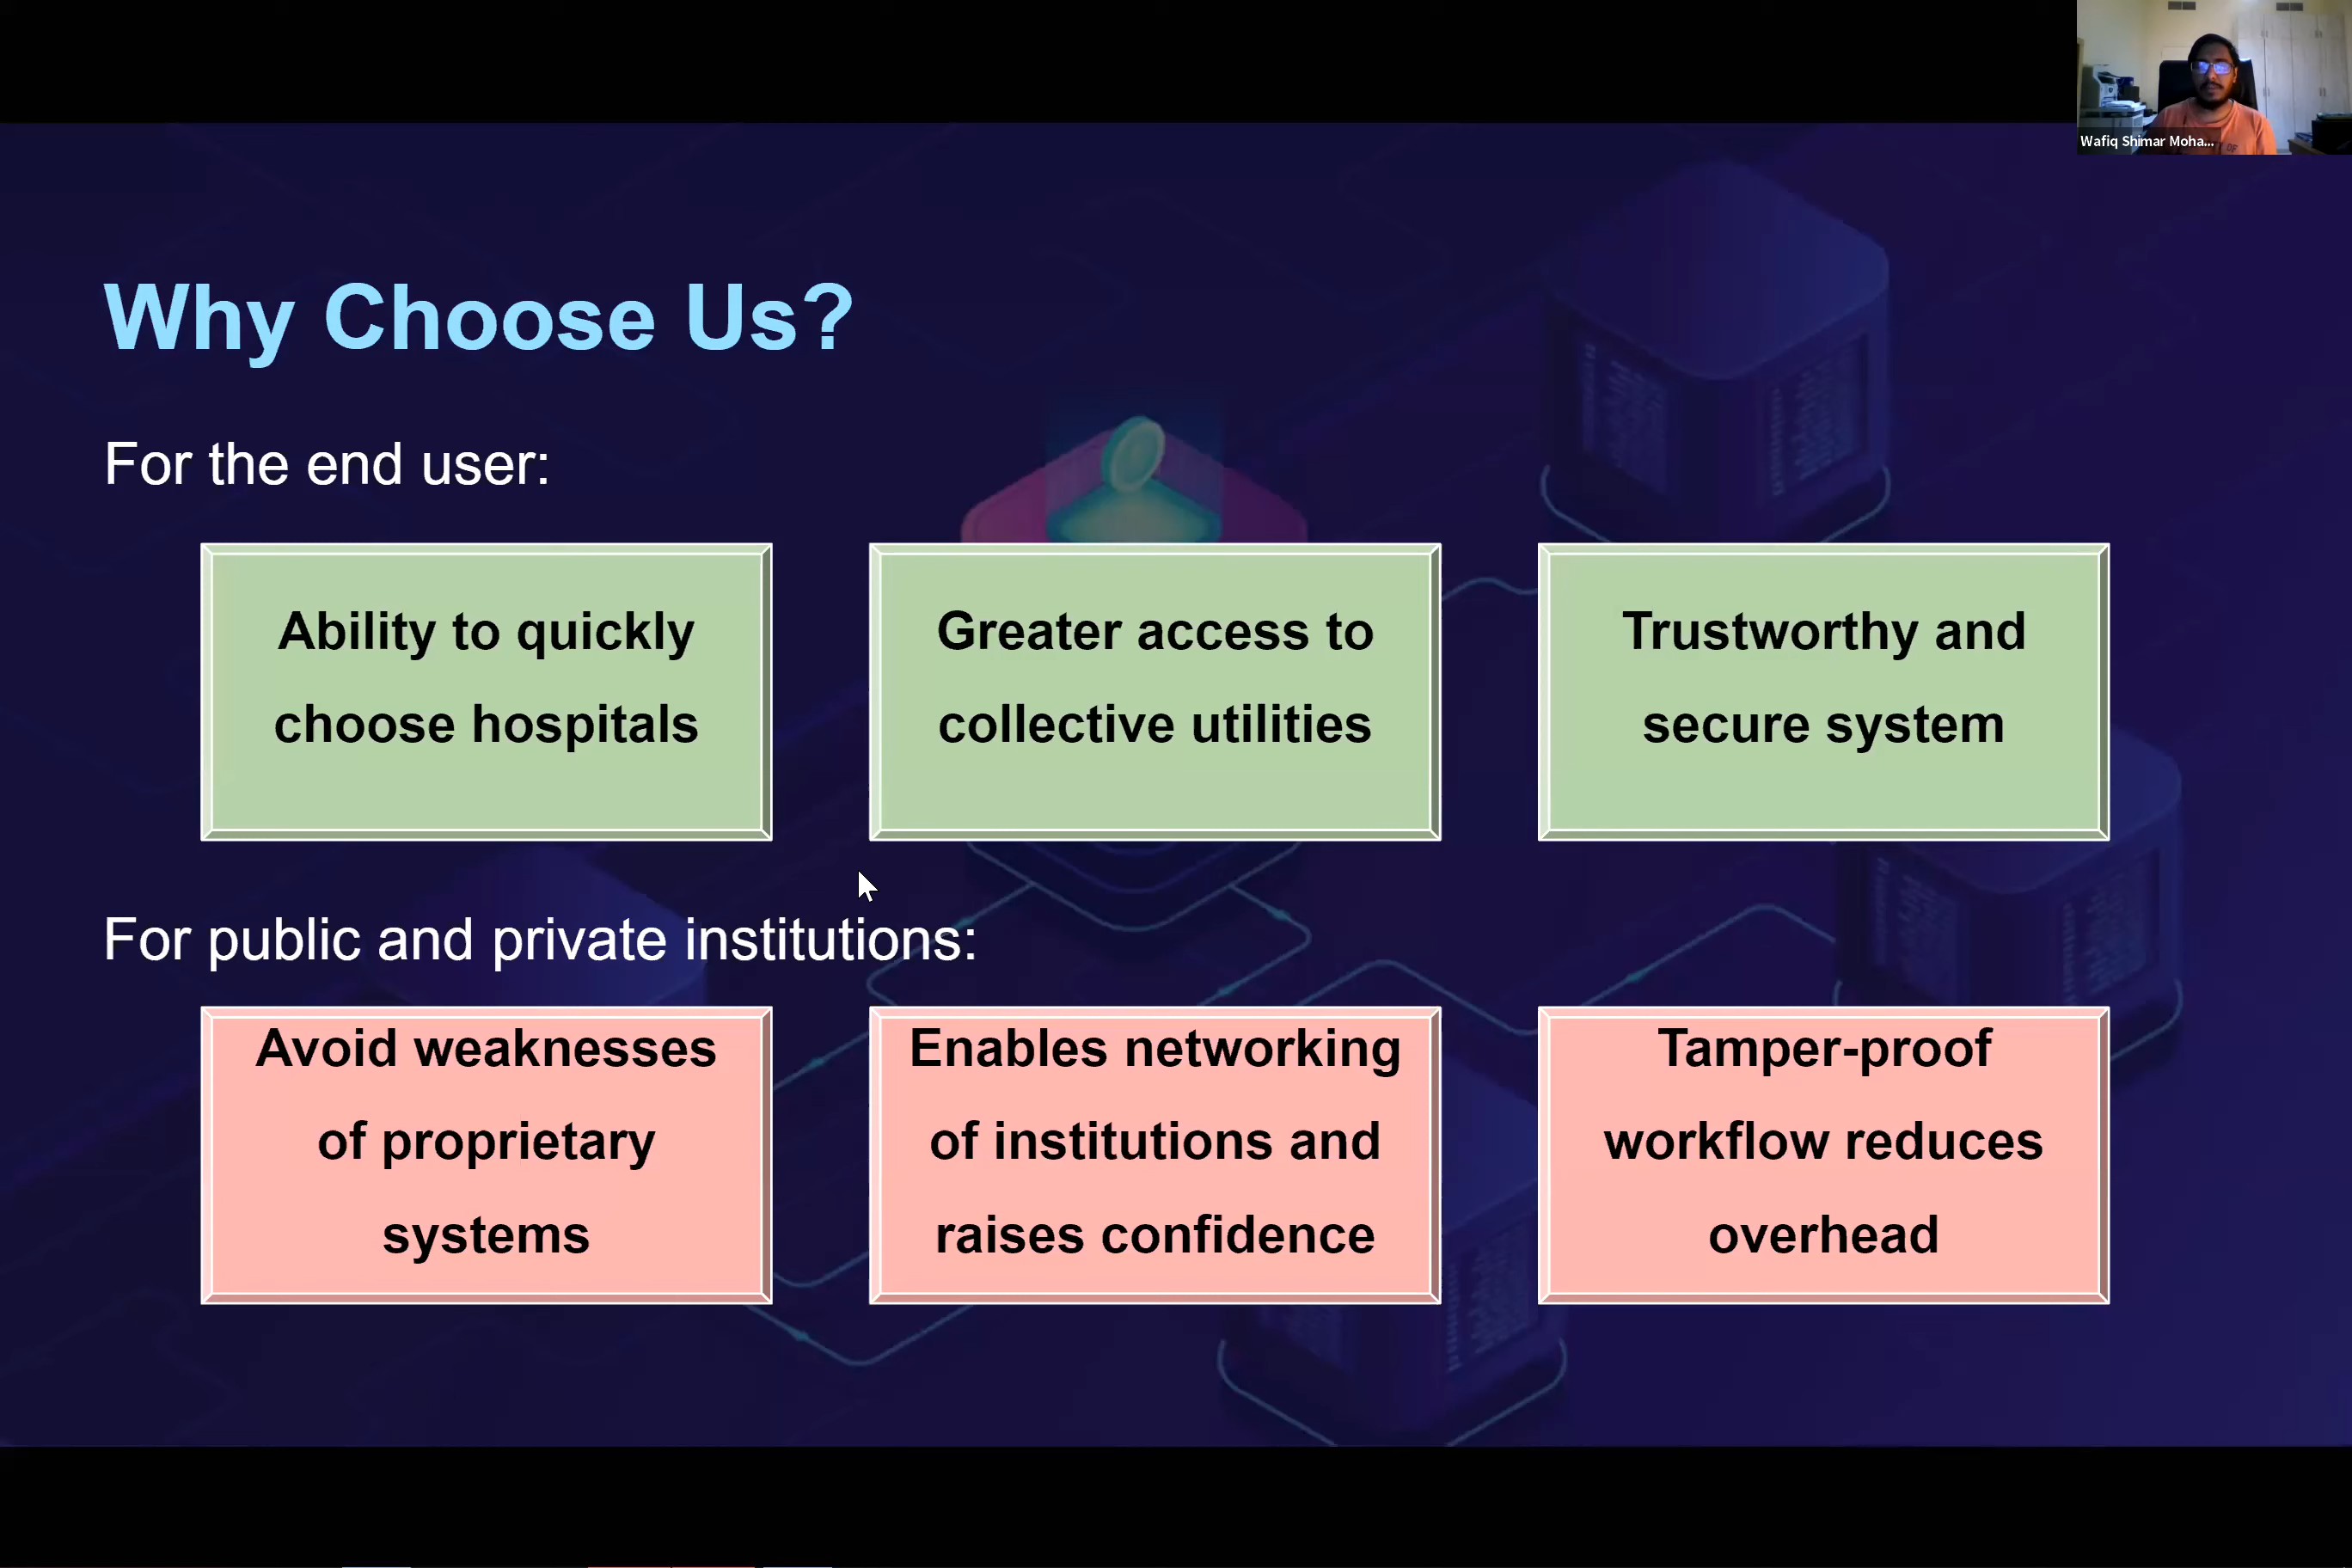 Wafiq Shimar Moha...
Why Choose Us?
For the end user:
Ability to quickly
choose hospitals
Greater access to
collective utilities
Trustworthy and
secure system
For public and private institutions:
Avoid weaknesses
of proprietary
systems
Enables networking
of institutions and
raises confidence
Tamper-proof
workflow reduces
overhead